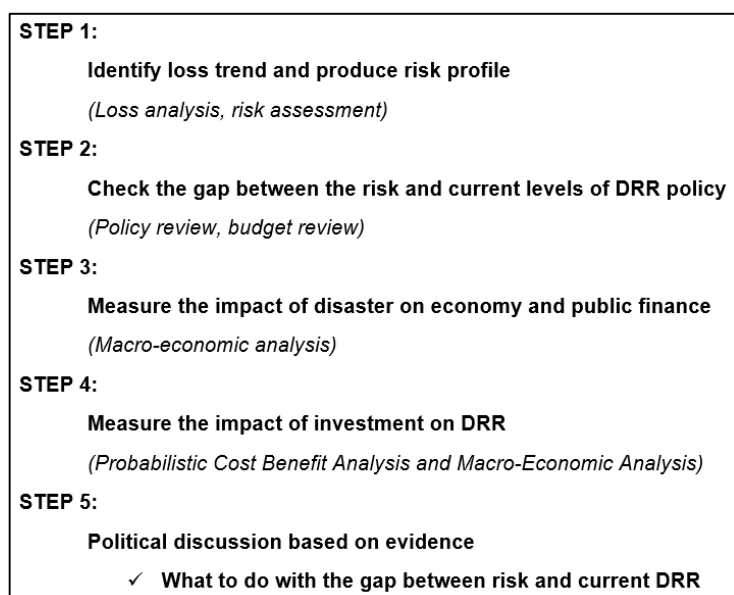 STEP 1:
Identify loss trend and produce risk profile
(Loss analysis, risk assessment)
STEP 2:
Check the gap between the risk and current levels of DRR policy
(Policy review, budget review)
STEP 3:
Measure the impact of disaster on economy and public finance
(Macro-economic analysis)
STEP 4:
Measure the impact of investment on DRR
(Probabilistic Cost Benefit Analysis and Macro-Economic Analysis)
STEP 5:
Political discussion based on evidence
✓ What to do with the gap between risk and current DRR